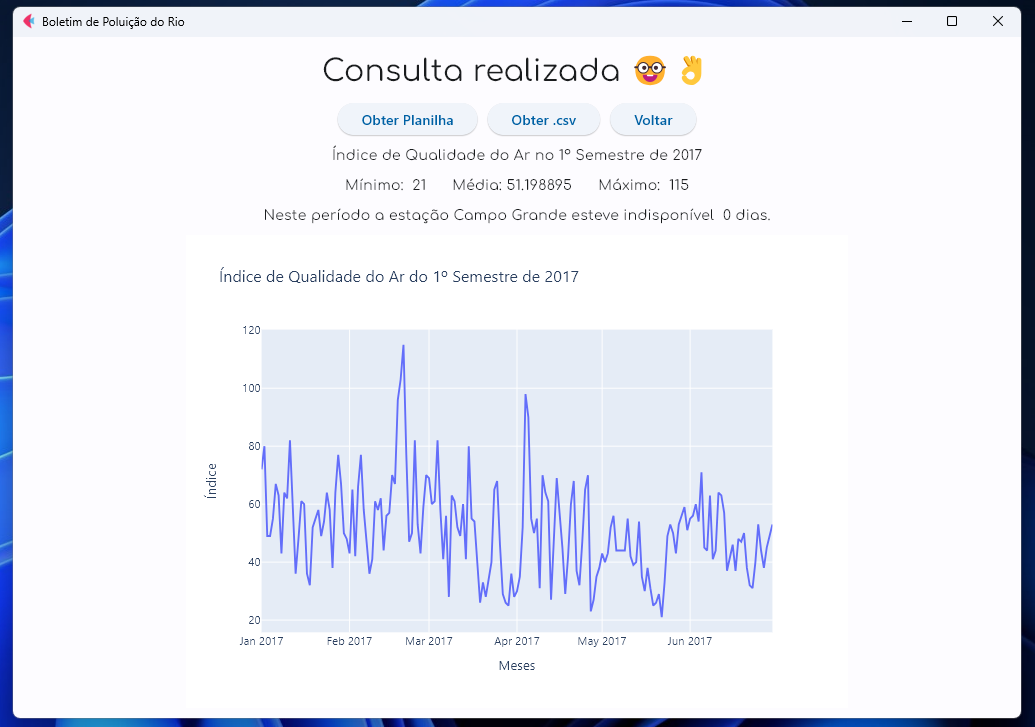 Boletim de Poluição do Rio
Consulta realizada 🤓 👌
Obter Planilha Obter .csv Voltar
Índice de Qualidade do Ar no 1º Semestre de 2017
Mínimo: 21 Média: 51.198895 Máximo: 115
Neste período a estação Campo Grande esteve indisponível 0 dias.
Índice de Qualidade do Ar do 1º Semestre de 2017
120
100
80
60
40
20
Índice
Jan 2017 Feb 2017 Mar 2017 Apr 2017 May 2017 Jun 2017
Meses